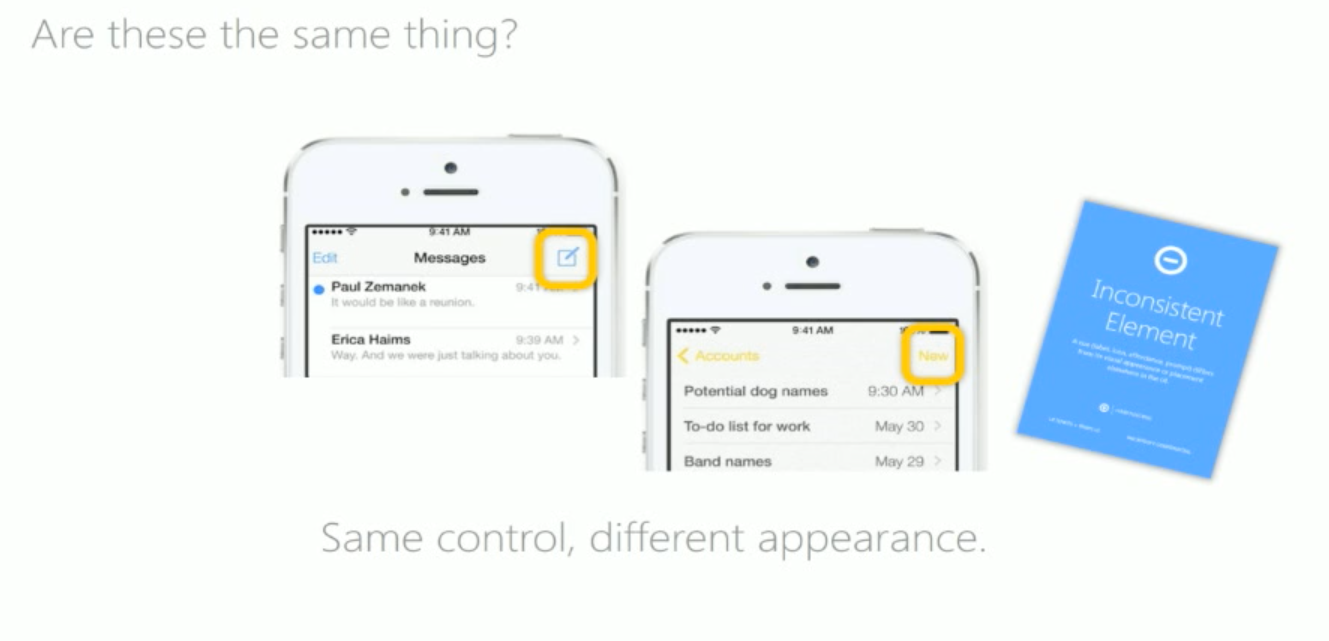 Are these the same thing?
9:41 AM
Edit
Messages
Paul Zemanek
9:41
It would be like a reunion.
Erica Haims
9:39 AM
Way. And we were just talking about you.
9:41 AM
Accounts
New
Potential dog names
9:30 AM
To-do list for work
May 30
Band names
May 29
Inconsistent
Element
Same control, different appearance.